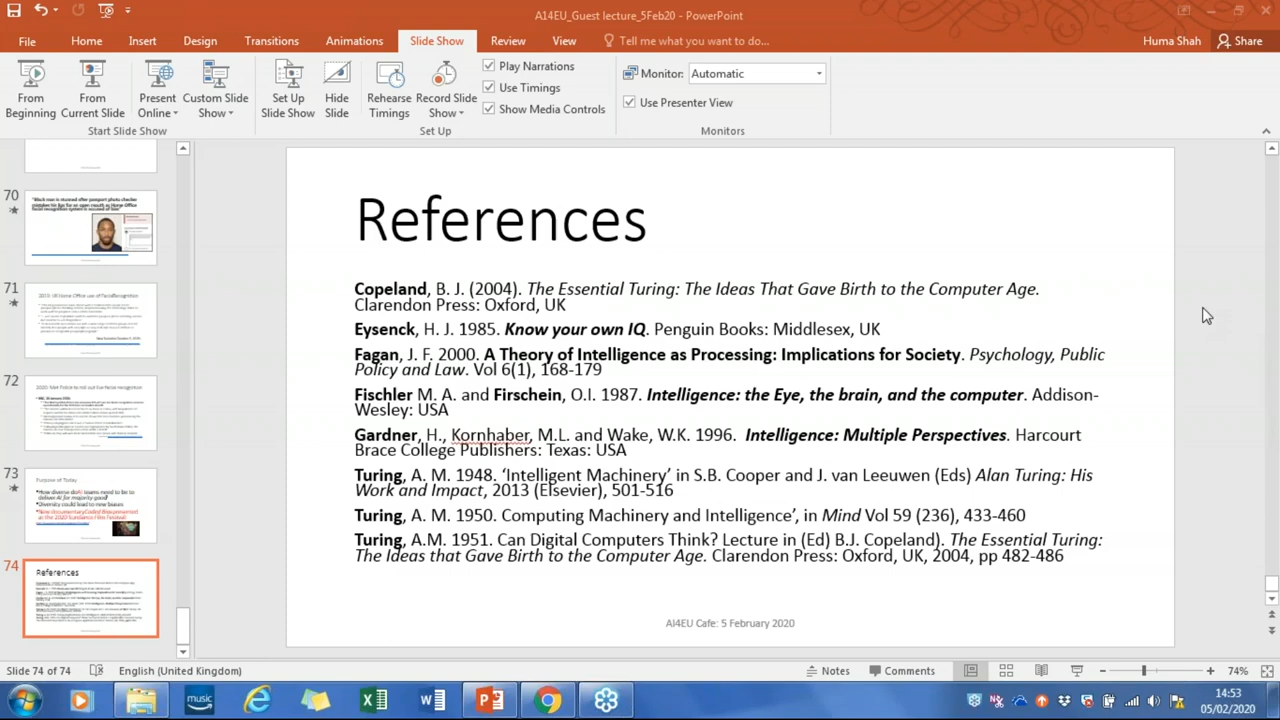 A14EU_Guest lecture_5Feb20 - PowerPoint
File Home Insert Design Transitions Animations Slide Show Review View Tell me what you want to do... Huma Shah Share
From Beginning
From Current Slide
Present Online
Custom Slide Show
Start Slide Show
Set Up Slide Show
Hide Slide
Rehearse Timings
Record Slide Show
Play Narrations
Use Timings
Show Media Controls
Set Up
Monitor: Automatic
Use Presenter View
Monitors
70
71
72
73
Purpose of Today
74
References
References
Copeland, B. J. (2004). The Essential Turing: The Ideas That Gave Birth to the Computer Age.
Clarendon Press: Oxford, UK
Eysenck, H. J. 1985. Know your own IQ. Penguin Books: Middlesex, UK
Fagan, J. F. 2000. A Theory of Intelligence as Processing: Implications for Society. Psychology, Public
Policy and Law. Vol 6(1), 168-179
Fischler M. A. and Firschein, O.I. 1987. Intelligence: the Eye, the brain, and the computer. Addison-
Wesley: USA
Gardner, H., Kornhaber, M.L. and Wake, W.K. 1996. Intelligence: Multiple Perspectives. Harcourt
Brace College Publishers: Texas: USA
Turing, A. M. 1948, 'Intelligent Machinery' in S.B. Cooper and J. van Leeuwen (Eds) Alan Turing: His
Work and Impact, 2013 (Elsevier), 501-516
Turing, A. M. 1950 'Computing Machinery and Intelligence', in Mind Vol 59 (236), 433-460
Turing, A.M. 1951. Can Digital Computers Think? Lecture in (Ed) B.J. Copeland). The Essential Turing:
The Ideas that Gave Birth to the Computer Age. Clarendon Press: Oxford, UK, 2004, pp 482-486
AI4EU Cafe: 5 February 2020
Slide 74 of 74 English (United Kingdom) Notes Comments 74%
music
14:53
05/02/2020